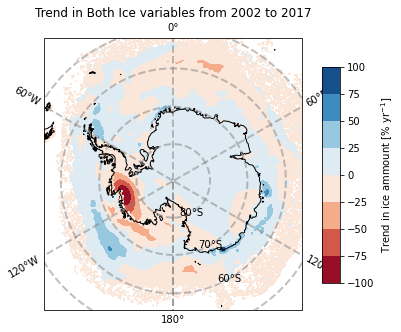 Trend in Both Ice variables from 2002 to 2017
0°
60°W
60°
80°S
70°S
60°S
120°W
120
180°
100
75
50
25
0
−25
−50
−75
−100
Trend in ice ammount [% yr⁻¹]